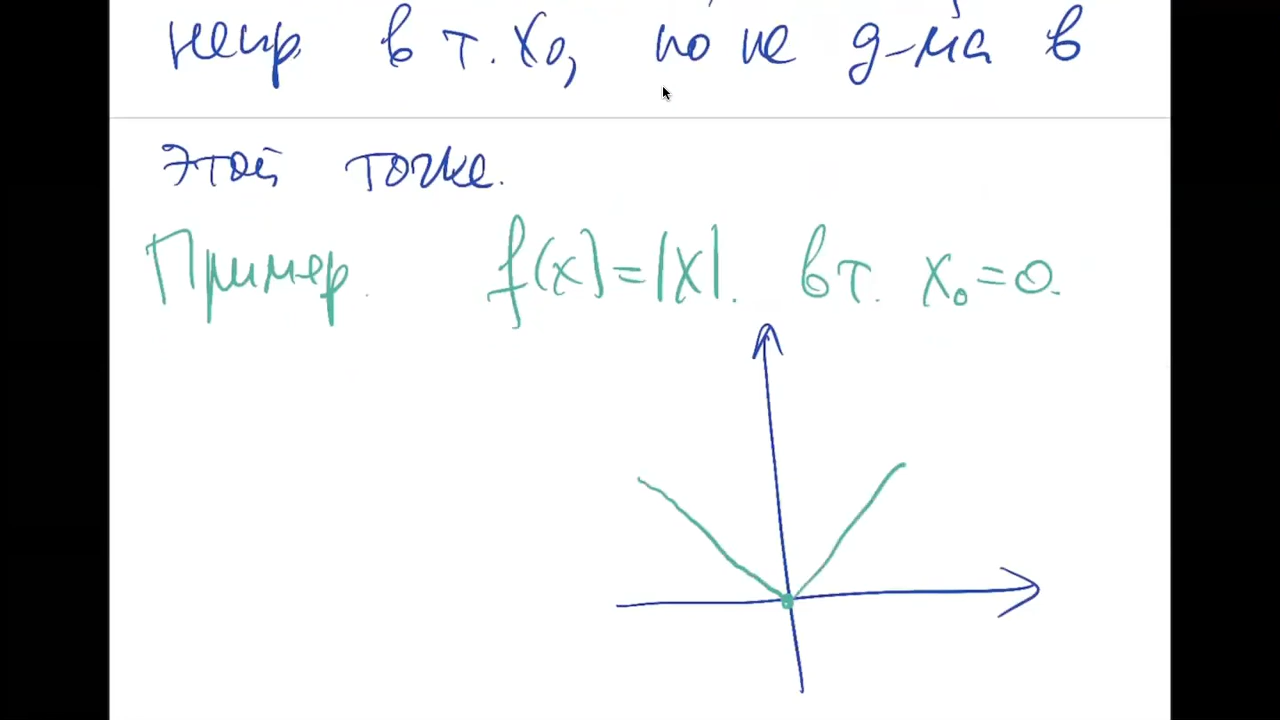 непр в т. x₀, но не д-ма в
этой точке.
Пример. f(x)=|x|. в т. x₀=0.